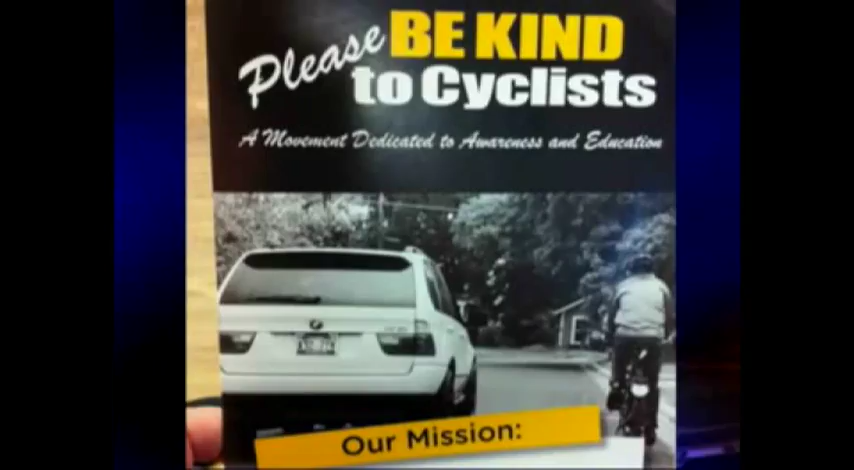 Please BE KIND
to Cyclists
A Movement Dedicated to Awareness and Education
Our Mission: